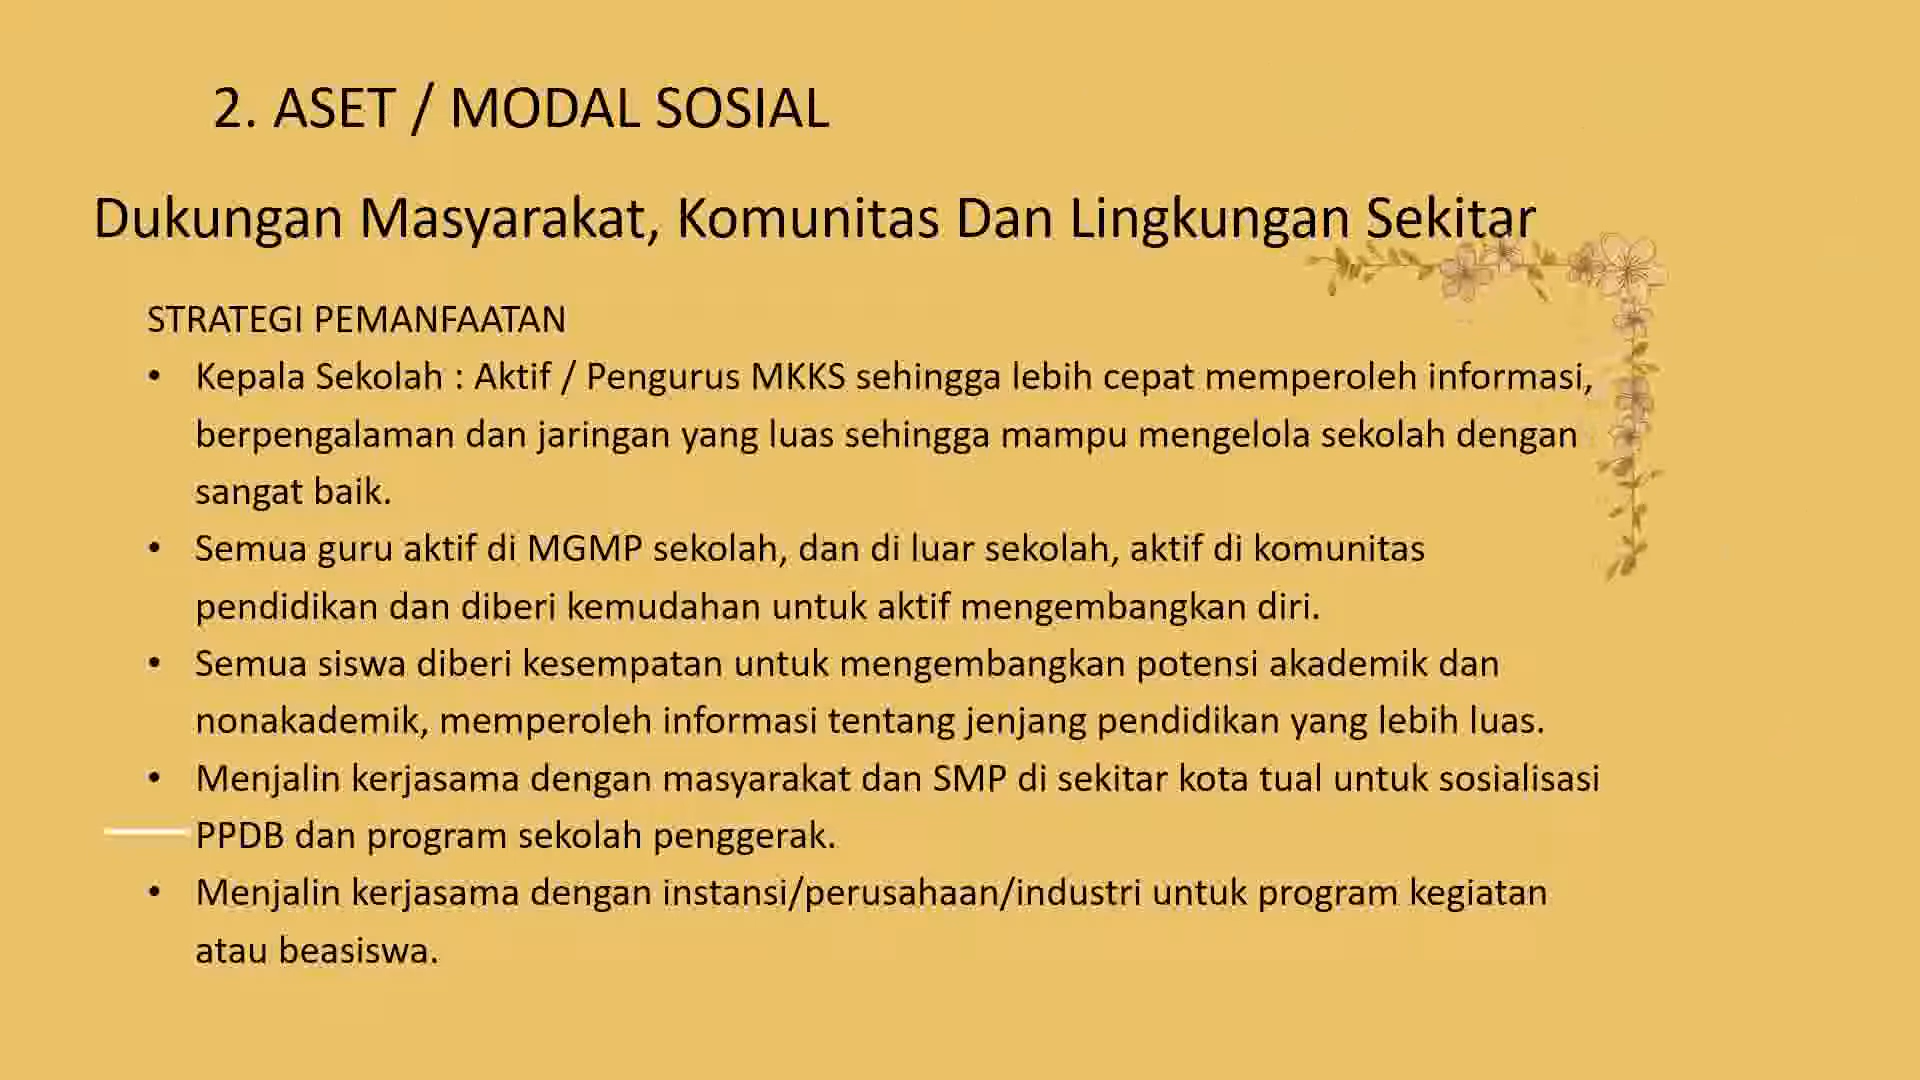 2. ASET / MODAL SOSIAL
Dukungan Masyarakat, Komunitas Dan Lingkungan Sekitar
STRATEGI PEMANFAATAN
• Kepala Sekolah : Aktif / Pengurus MKKS sehingga lebih cepat memperoleh informasi,
berpengalaman dan jaringan yang luas sehingga mampu mengelola sekolah dengan
sangat baik.
• Semua guru aktif di MGMP sekolah, dan di luar sekolah, aktif di komunitas
pendidikan dan diberi kemudahan untuk aktif mengembangkan diri.
• Semua siswa diberi kesempatan untuk mengembangkan potensi akademik dan
nonakademik, memperoleh informasi tentang jenjang pendidikan yang lebih luas.
• Menjalin kerjasama dengan masyarakat dan SMP di sekitar kota tual untuk sosialisasi
PPDB dan program sekolah penggerak.
• Menjalin kerjasama dengan instansi/perusahaan/industri untuk program kegiatan
atau beasiswa.